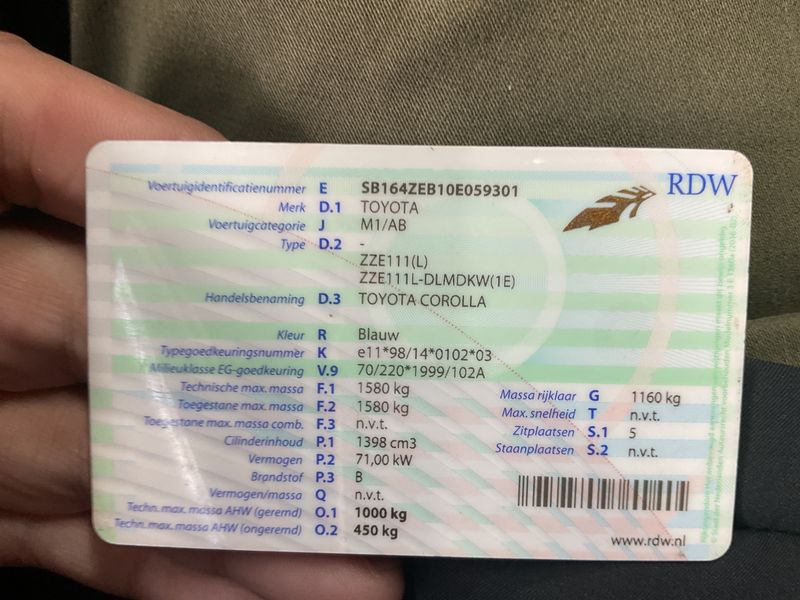 RDW
Voertuigidentificatienummer E SB164ZEB10E059301
Merk D.1 TOYOTA
Voertuigcategorie J M1/AB
Type D.2 -
ZZE111(L)
ZZE111L-DLMDKW(1E)
Handelsbenaming D.3 TOYOTA COROLLA
Kleur R Blauw
Typegoedkeuringsnummer K e11*98/14*0102*03
Milieuklasse EG-goedkeuring V.9 70/220*1999/102A
Technische max. massa F.1 1580 kg
Toegestane max. massa F.2 1580 kg
Toegestane max. massa comb. F.3 n.v.t.
Cilinderinhoud P.1 1398 cm3
Vermogen P.2 71,00 kW
Brandstof P.3 B
Vermogen/massa Q n.v.t.
Techn. max. massa AHW (geremd) O.1 1000 kg
Techn. max. massa AHW (ongeremd) O.2 450 kg
Massa rijklaar G 1160 kg
Max. snelheid T n.v.t.
Zitplaatsen S.1 5
Staanplaatsen S.2 n.v.t.
www.rdw.nl